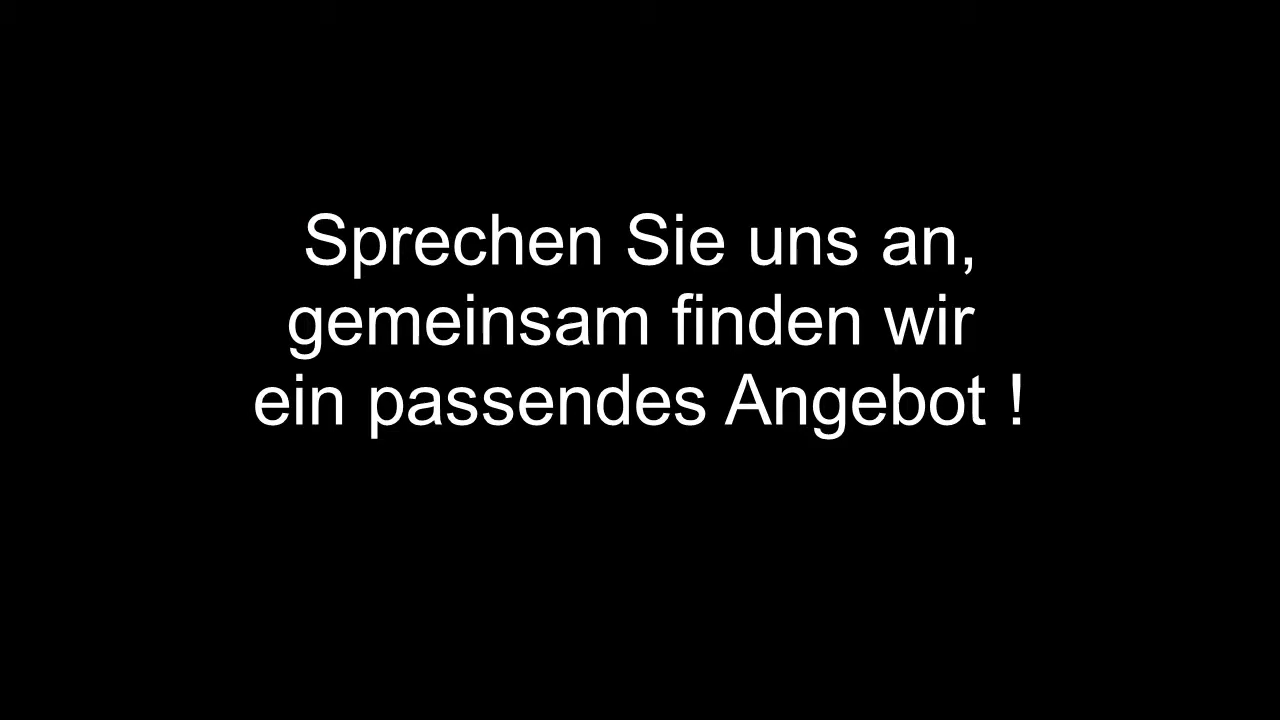 Sprechen Sie uns an,
gemeinsam finden wir
ein passendes Angebot !